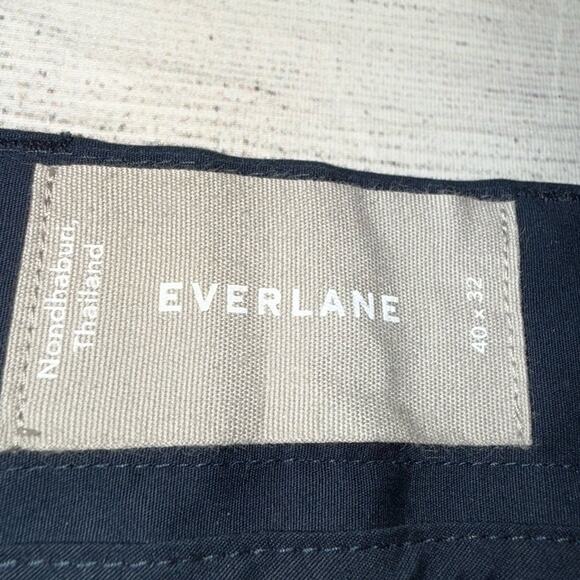 Nondhaburi,
Thailand
EVERLANE
40 x 32